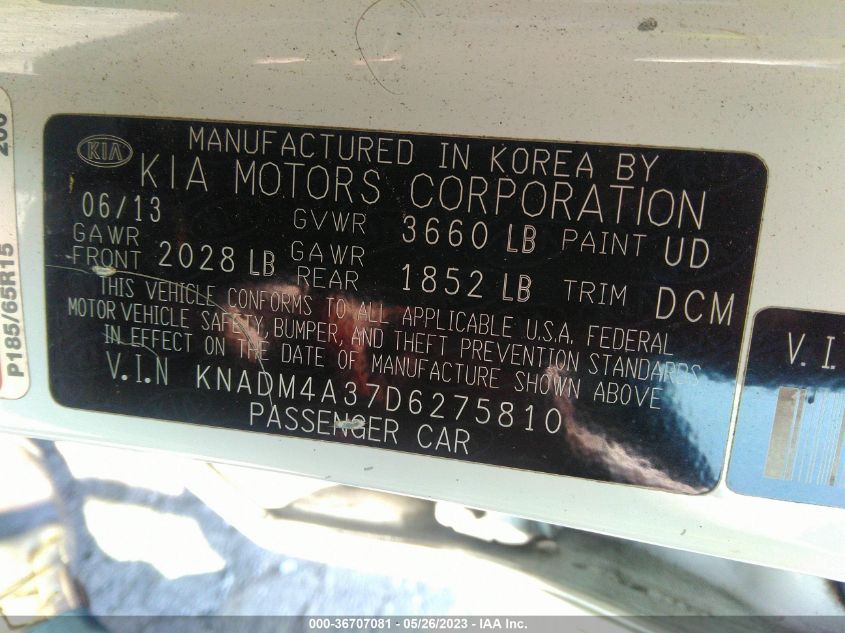 KIA
MANUFACTURED IN KOREA BY
KIA MOTORS CORPORATION
06/13 GVWR 3660 LB PAINT UD
GAWR FRONT 2028 LB GAWR REAR 1852 LB TRIM DCM
THIS VEHICLE CONFORMS TO ALL APPLICABLE U.S.A. FEDERAL
MOTOR VEHICLE SAFETY, BUMPER, AND THEFT PREVENTION STANDARDS
IN EFFECT ON THE DATE OF MANUFACTURE SHOWN ABOVE
V.I.N KNADM4A37D6275810
PASSENGER CAR
P185/65R15
V.I.
000-36707081 - 05/26/2023 - IAA Inc.